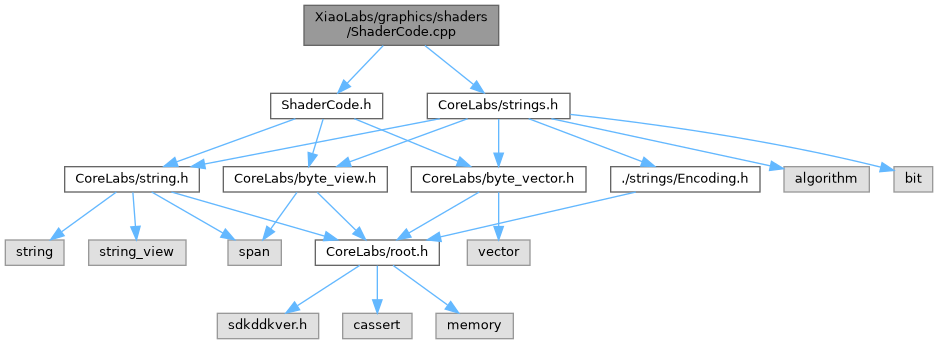 XiaoLabs/graphics/shaders
/ShaderCode.cpp
ShaderCode.h
CoreLabs/strings.h
CoreLabs/string.h
CoreLabs/byte_view.h
CoreLabs/byte_vector.h
./strings/Encoding.h
algorithm
bit
string
string_view
span
CoreLabs/root.h
vector
sdkddkver.h
cassert
memory